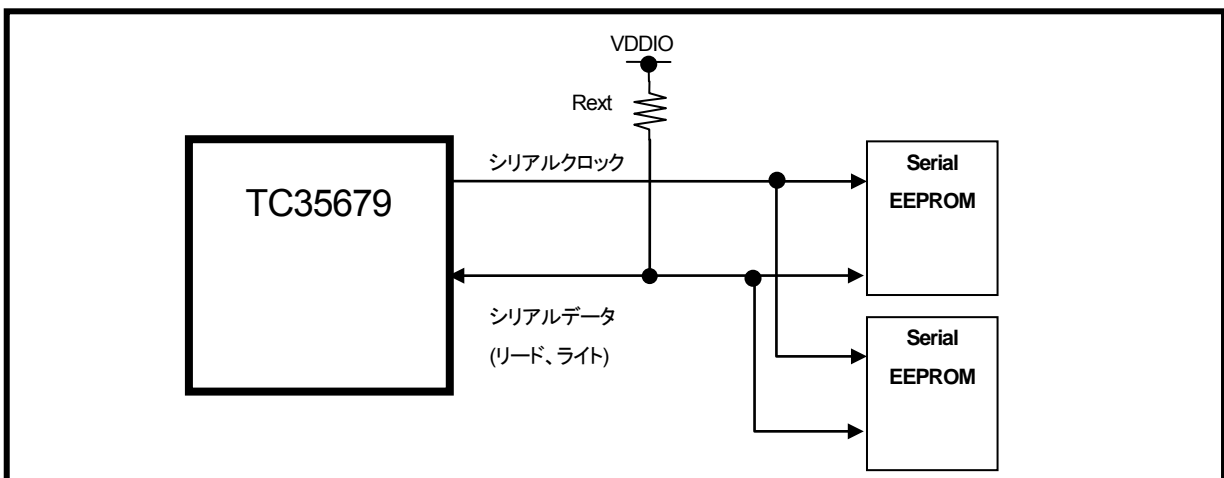 VDDIO
Rext
シリアルクロック
TC35679
シリアルデータ
(リード、ライト)
Serial
EEPROM
Serial
EEPROM